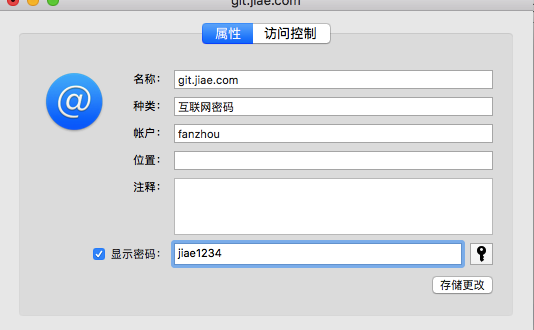 git.jiae.com
属性 访问控制
@
名称： git.jiae.com
种类： 互联网密码
帐户： fanzhou
位置：
注释：
显示密码： jiae1234
存储更改